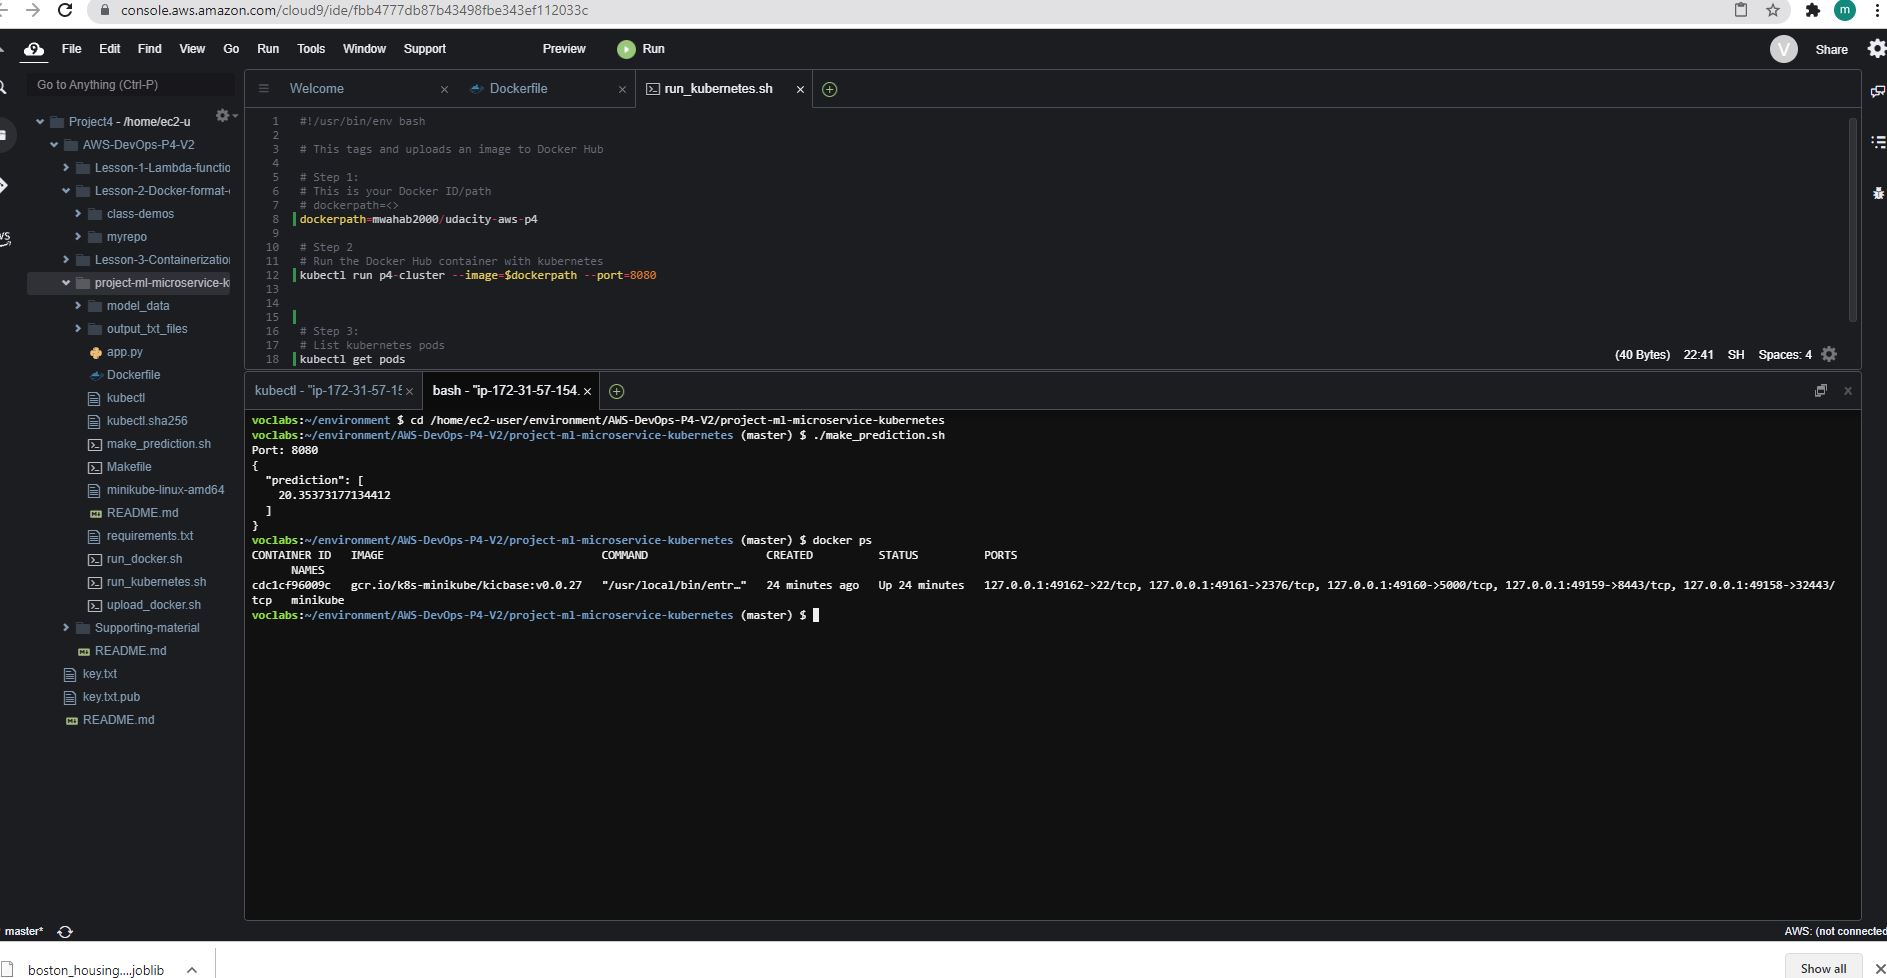 console.aws.amazon.com/cloud9/ide/fbb4777db87b43498fbe343ef112033c
m
File Edit Find View Go Run Tools Window Support Preview Run
V Share
Go to Anything (Ctrl-P)
Welcome
Dockerfile
run_kubernetes.sh
Project4 - /home/ec2-u
AWS-DevOps-P4-V2
Lesson-1-Lambda-functio
Lesson-2-Docker-format-
class-demos
myrepo
Lesson-3-Containerization
project-ml-microservice-k
model_data
output_txt_files
app.py
Dockerfile
kubectl
kubectl.sha256
make_prediction.sh
Makefile
minikube-linux-amd64
README.md
requirements.txt
run_docker.sh
run_kubernetes.sh
upload_docker.sh
Supporting-material
README.md
key.txt
key.txt.pub
README.md
1 #!/usr/bin/env bash
2
3 # This tags and uploads an image to Docker Hub
4
5 # Step 1:
6 # This is your Docker ID/path
7 # dockerpath=<>
8 dockerpath=mwahab2000/udacity-aws-p4
9
10 # Step 2
11 # Run the Docker Hub container with kubernetes
12 kubectl run p4-cluster --image=$dockerpath --port=8080
13
14
15
16 # Step 3:
17 # List kubernetes pods
18 kubectl get pods
(40 Bytes) 22:41 SH Spaces: 4
kubectl - "ip-172-31-57-15
bash - "ip-172-31-57-154.
voclabs:~/environment $ cd /home/ec2-user/environment/AWS-DevOps-P4-V2/project-ml-microservice-kubernetes
voclabs:~/environment/AWS-DevOps-P4-V2/project-ml-microservice-kubernetes (master) $ ./make_prediction.sh
Port: 8080
{
"prediction": [
20.35373177134412
]
}
voclabs:~/environment/AWS-DevOps-P4-V2/project-ml-microservice-kubernetes (master) $ docker ps
CONTAINER ID IMAGE COMMAND CREATED STATUS PORTS
NAMES
cdc1cf96009c gcr.io/k8s-minikube/kicbase:v0.0.27 "/usr/local/bin/entr…" 24 minutes ago Up 24 minutes 127.0.0.1:49162->22/tcp, 127.0.0.1:49161->2376/tcp, 127.0.0.1:49160->5000/tcp, 127.0.0.1:49159->8443/tcp, 127.0.0.1:49158->32443/
tcp minikube
voclabs:~/environment/AWS-DevOps-P4-V2/project-ml-microservice-kubernetes (master) $
master*
AWS: (not connected
boston_housing....joblib
Show all